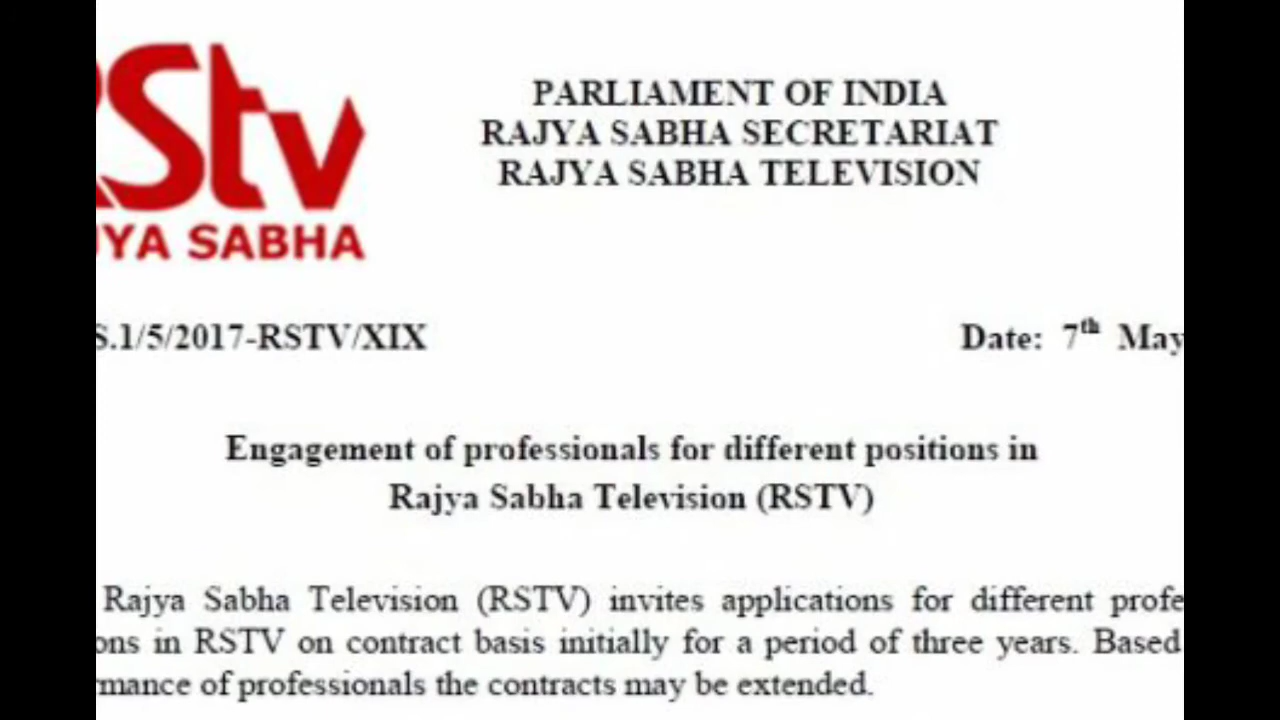 RStv
JYA SABHA
PARLIAMENT OF INDIA
RAJYA SABHA SECRETARIAT
RAJYA SABHA TELEVISION
S.1/5/2017-RSTV/XIX
Date: 7th May
Engagement of professionals for different positions in
Rajya Sabha Television (RSTV)
Rajya Sabha Television (RSTV) invites applications for different profe
ons in RSTV on contract basis initially for a period of three years. Based
rmance of professionals the contracts may be extended.